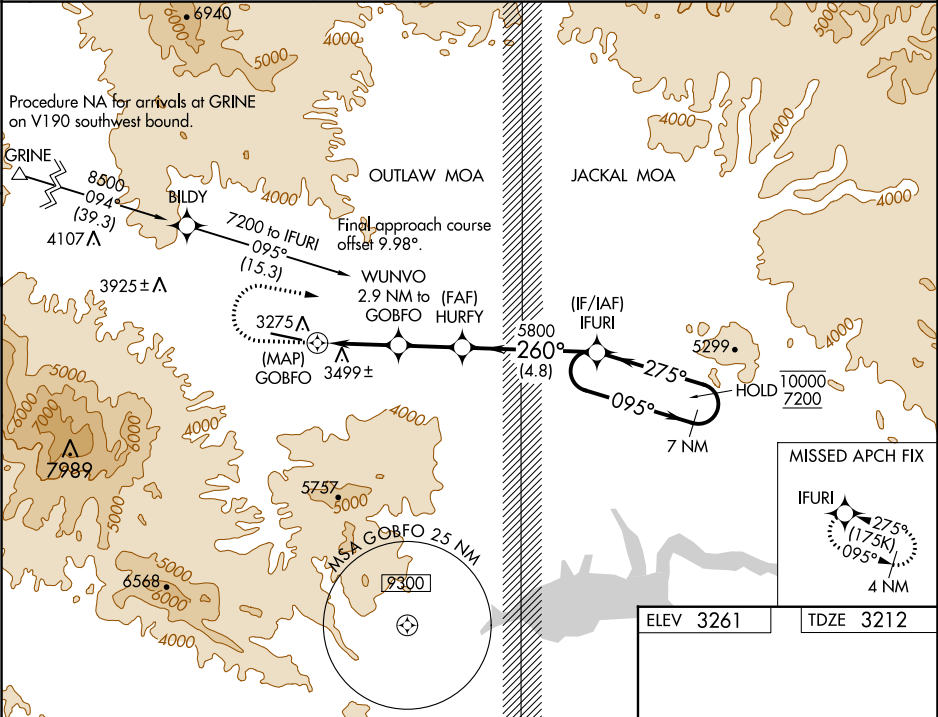 6940
4000
4000
5000
5000
4000
Procedure NA for arrivals at GRINE
on V190 southwest bound.
4000
4000
GRINE
8500
094°
(39.3)
4107
BILDY
4000
OUTLAW MOA
JACKAL MOA
4000
7200 to IFURI
095°
(15.3)
Final approach course
offset 9.98°.
3925±
WUNVO
2.9 NM to
GOBFO
(FAF)
HURFY
(IF/IAF)
IFURI
3275
(MAP)
GOBFO
3499±
5800
260°
(4.8)
5299
4000
275°
095°
HOLD
10000
7200
7 NM
5000
6000
7000
6000
7989
5000
4000
5757
5000
MISSED APCH FIX
IFURI
275°
(175K)
095°
4 NM
MSA GOBFO 25 NM
9300
5000
6568
6000
4000
ELEV 3261
TDZE 3212